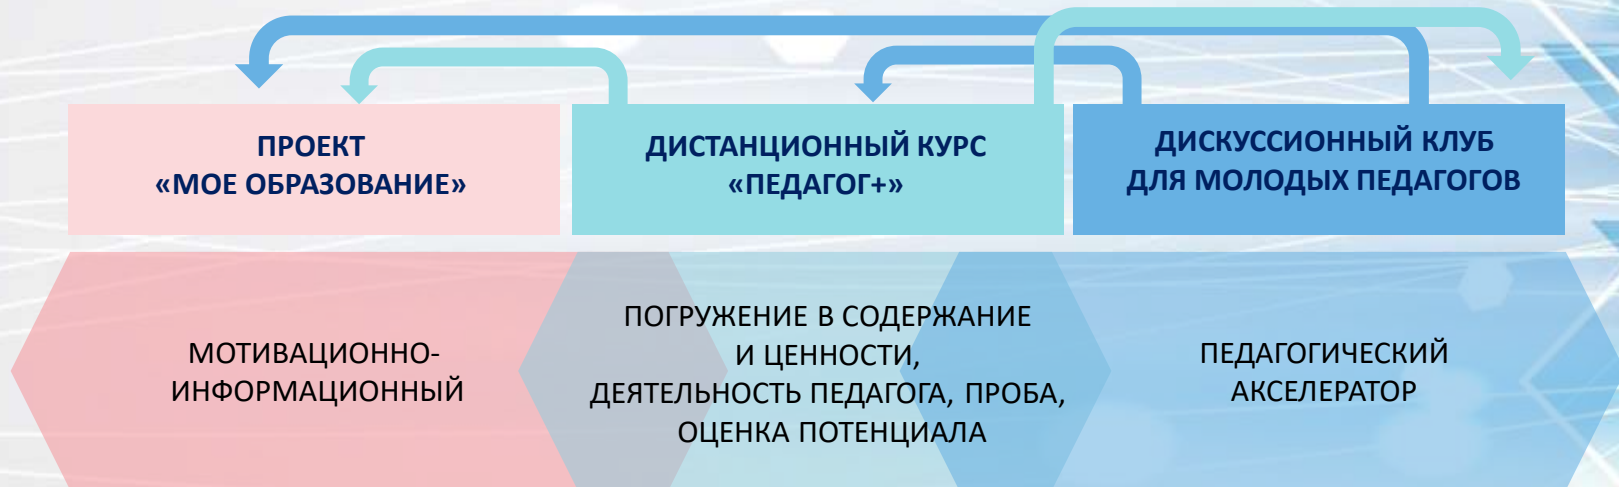 ПРОЕКТ
«МОЕ ОБРАЗОВАНИЕ»
ДИСТАНЦИОННЫЙ КУРС
«ПЕДАГОГ+»
ДИСКУССИОННЫЙ КЛУБ
ДЛЯ МОЛОДЫХ ПЕДАГОГОВ
МОТИВАЦИОННО-
ИНФОРМАЦИОННЫЙ
ПОГРУЖЕНИЕ В СОДЕРЖАНИЕ
И ЦЕННОСТИ,
ДЕЯТЕЛЬНОСТЬ ПЕДАГОГА, ПРОБА,
ОЦЕНКА ПОТЕНЦИАЛА
ПЕДАГОГИЧЕСКИЙ
АКСЕЛЕРАТОР